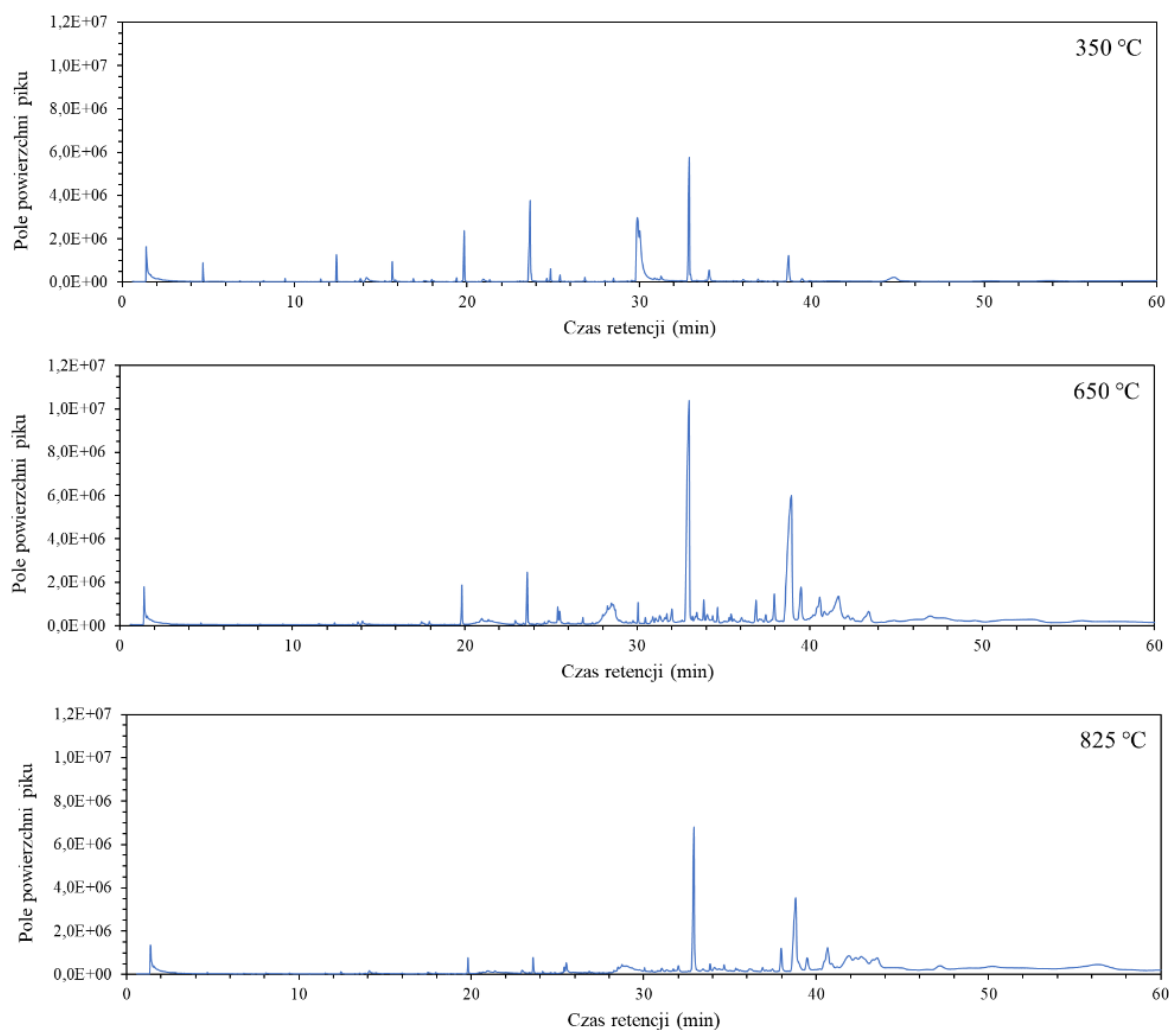 1,2E+07
350 °C
1,0E+07
8,0E+06
6,0E+06
4,0E+06
2,0E+06
0,0E+00
0 10 20 30 40 50 60
Pole powierzchni piku
Czas retencji (min)
1,2E+07
650 °C
1,0E+07
8,0E+06
6,0E+06
4,0E+06
2,0E+06
0,0E+00
0 10 20 30 40 50 60
Pole powierzchni piku
Czas retencji (min)
1,2E+07
825 °C
1,0E+07
8,0E+06
6,0E+06
4,0E+06
2,0E+06
0,0E+00
0 10 20 30 40 50 60
Pole powierzchni piku
Czas retencji (min)